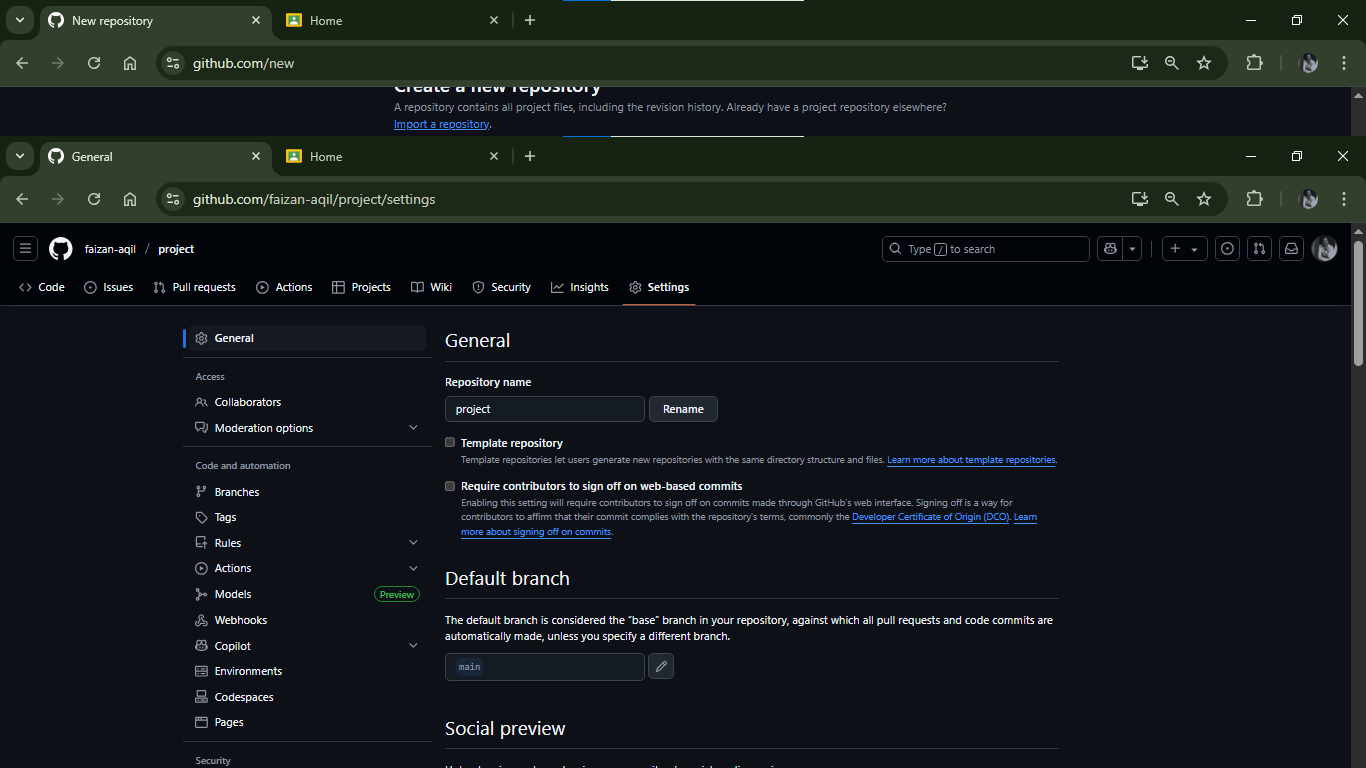 New repository
Home
github.com/new
Create a new repository
A repository contains all project files, including the revision history. Already have a project repository elsewhere?
Import a repository.
General
Home
github.com/faizan-aqil/project/settings
faizan-aqil / project
Type / to search
Code
Issues
Pull requests
Actions
Projects
Wiki
Security
Insights
Settings
General
Access
Collaborators
Moderation options
Code and automation
Branches
Tags
Rules
Actions
Models
Preview
Webhooks
Copilot
Environments
Codespaces
Pages
Security
General
Repository name
project
Rename
Template repository
Template repositories let users generate new repositories with the same directory structure and files. Learn more about template repositories.
Require contributors to sign off on web-based commits
Enabling this setting will require contributors to sign off on commits made through GitHub's web interface. Signing off is a way for
contributors to affirm that their commit complies with the repository's terms, commonly the Developer Certificate of Origin (DCO). Learn
more about signing off on commits.
Default branch
The default branch is considered the “base” branch in your repository, against which all pull requests and code commits are
automatically made, unless you specify a different branch.
main
Social preview